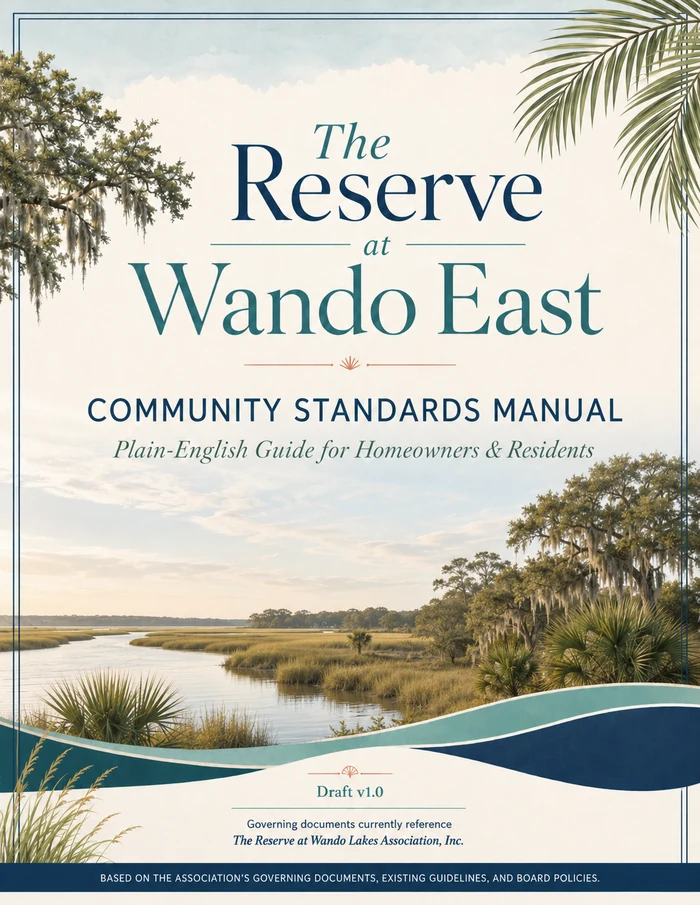 The
Reserve
at
Wando East
COMMUNITY STANDARDS MANUAL
Plain-English Guide for Homeowners & Residents
Draft v1.0
Governing documents currently reference
The Reserve at Wando Lakes Association, Inc.
BASED ON THE ASSOCIATION'S GOVERNING DOCUMENTS, EXISTING GUIDELINES, AND BOARD POLICIES.